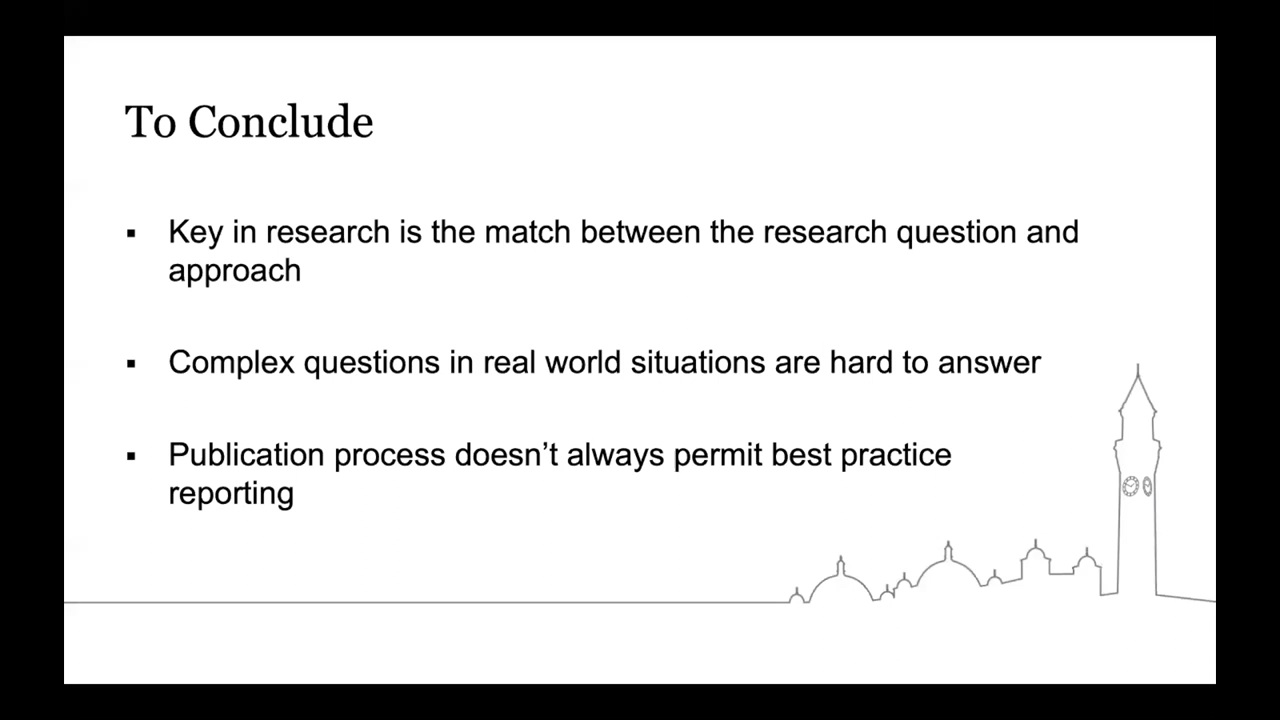 To Conclude
▪ Key in research is the match between the research question and
approach
▪ Complex questions in real world situations are hard to answer
▪ Publication process doesn’t always permit best practice
reporting